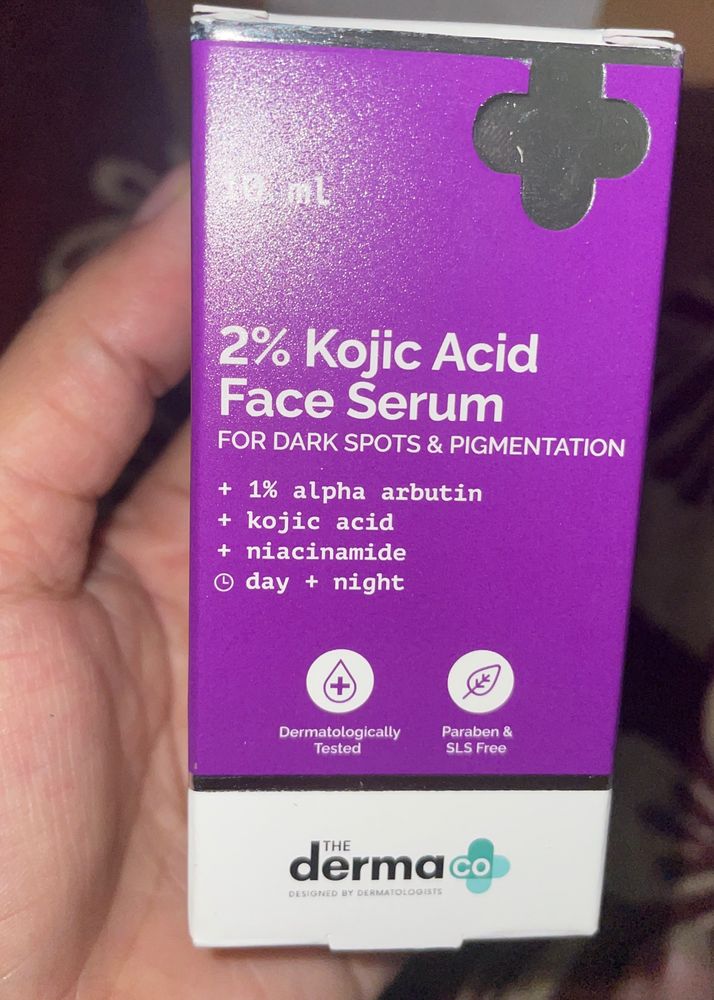 ml
2% Kojic Acid
Face Serum
FOR DARK SPOTS & PIGMENTATION
+ 1% alpha arbutin
+ kojic acid
+ niacinamide
day + night
Dermatologically
Tested
Paraben &
SLS Free
THE
derma co
DESIGNED BY DERMATOLOGISTS